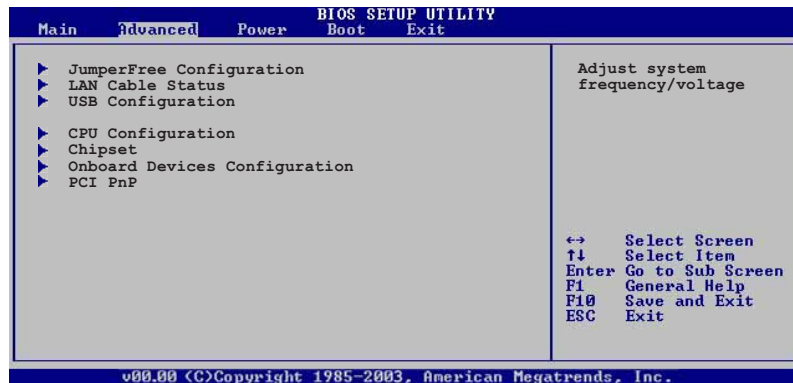 BIOS SETUP UTILITY
Main Advanced Power Boot Exit
JumperFree Configuration
LAN Cable Status
USB Configuration
CPU Configuration
Chipset
Onboard Devices Configuration
PCI PnP
Adjust system
frequency/voltage
←→ Select Screen
↑↓ Select Item
Enter Go to Sub Screen
F1 General Help
F10 Save and Exit
ESC Exit
v00.00 (C)Copyright 1985-2003, American Megatrends, Inc.